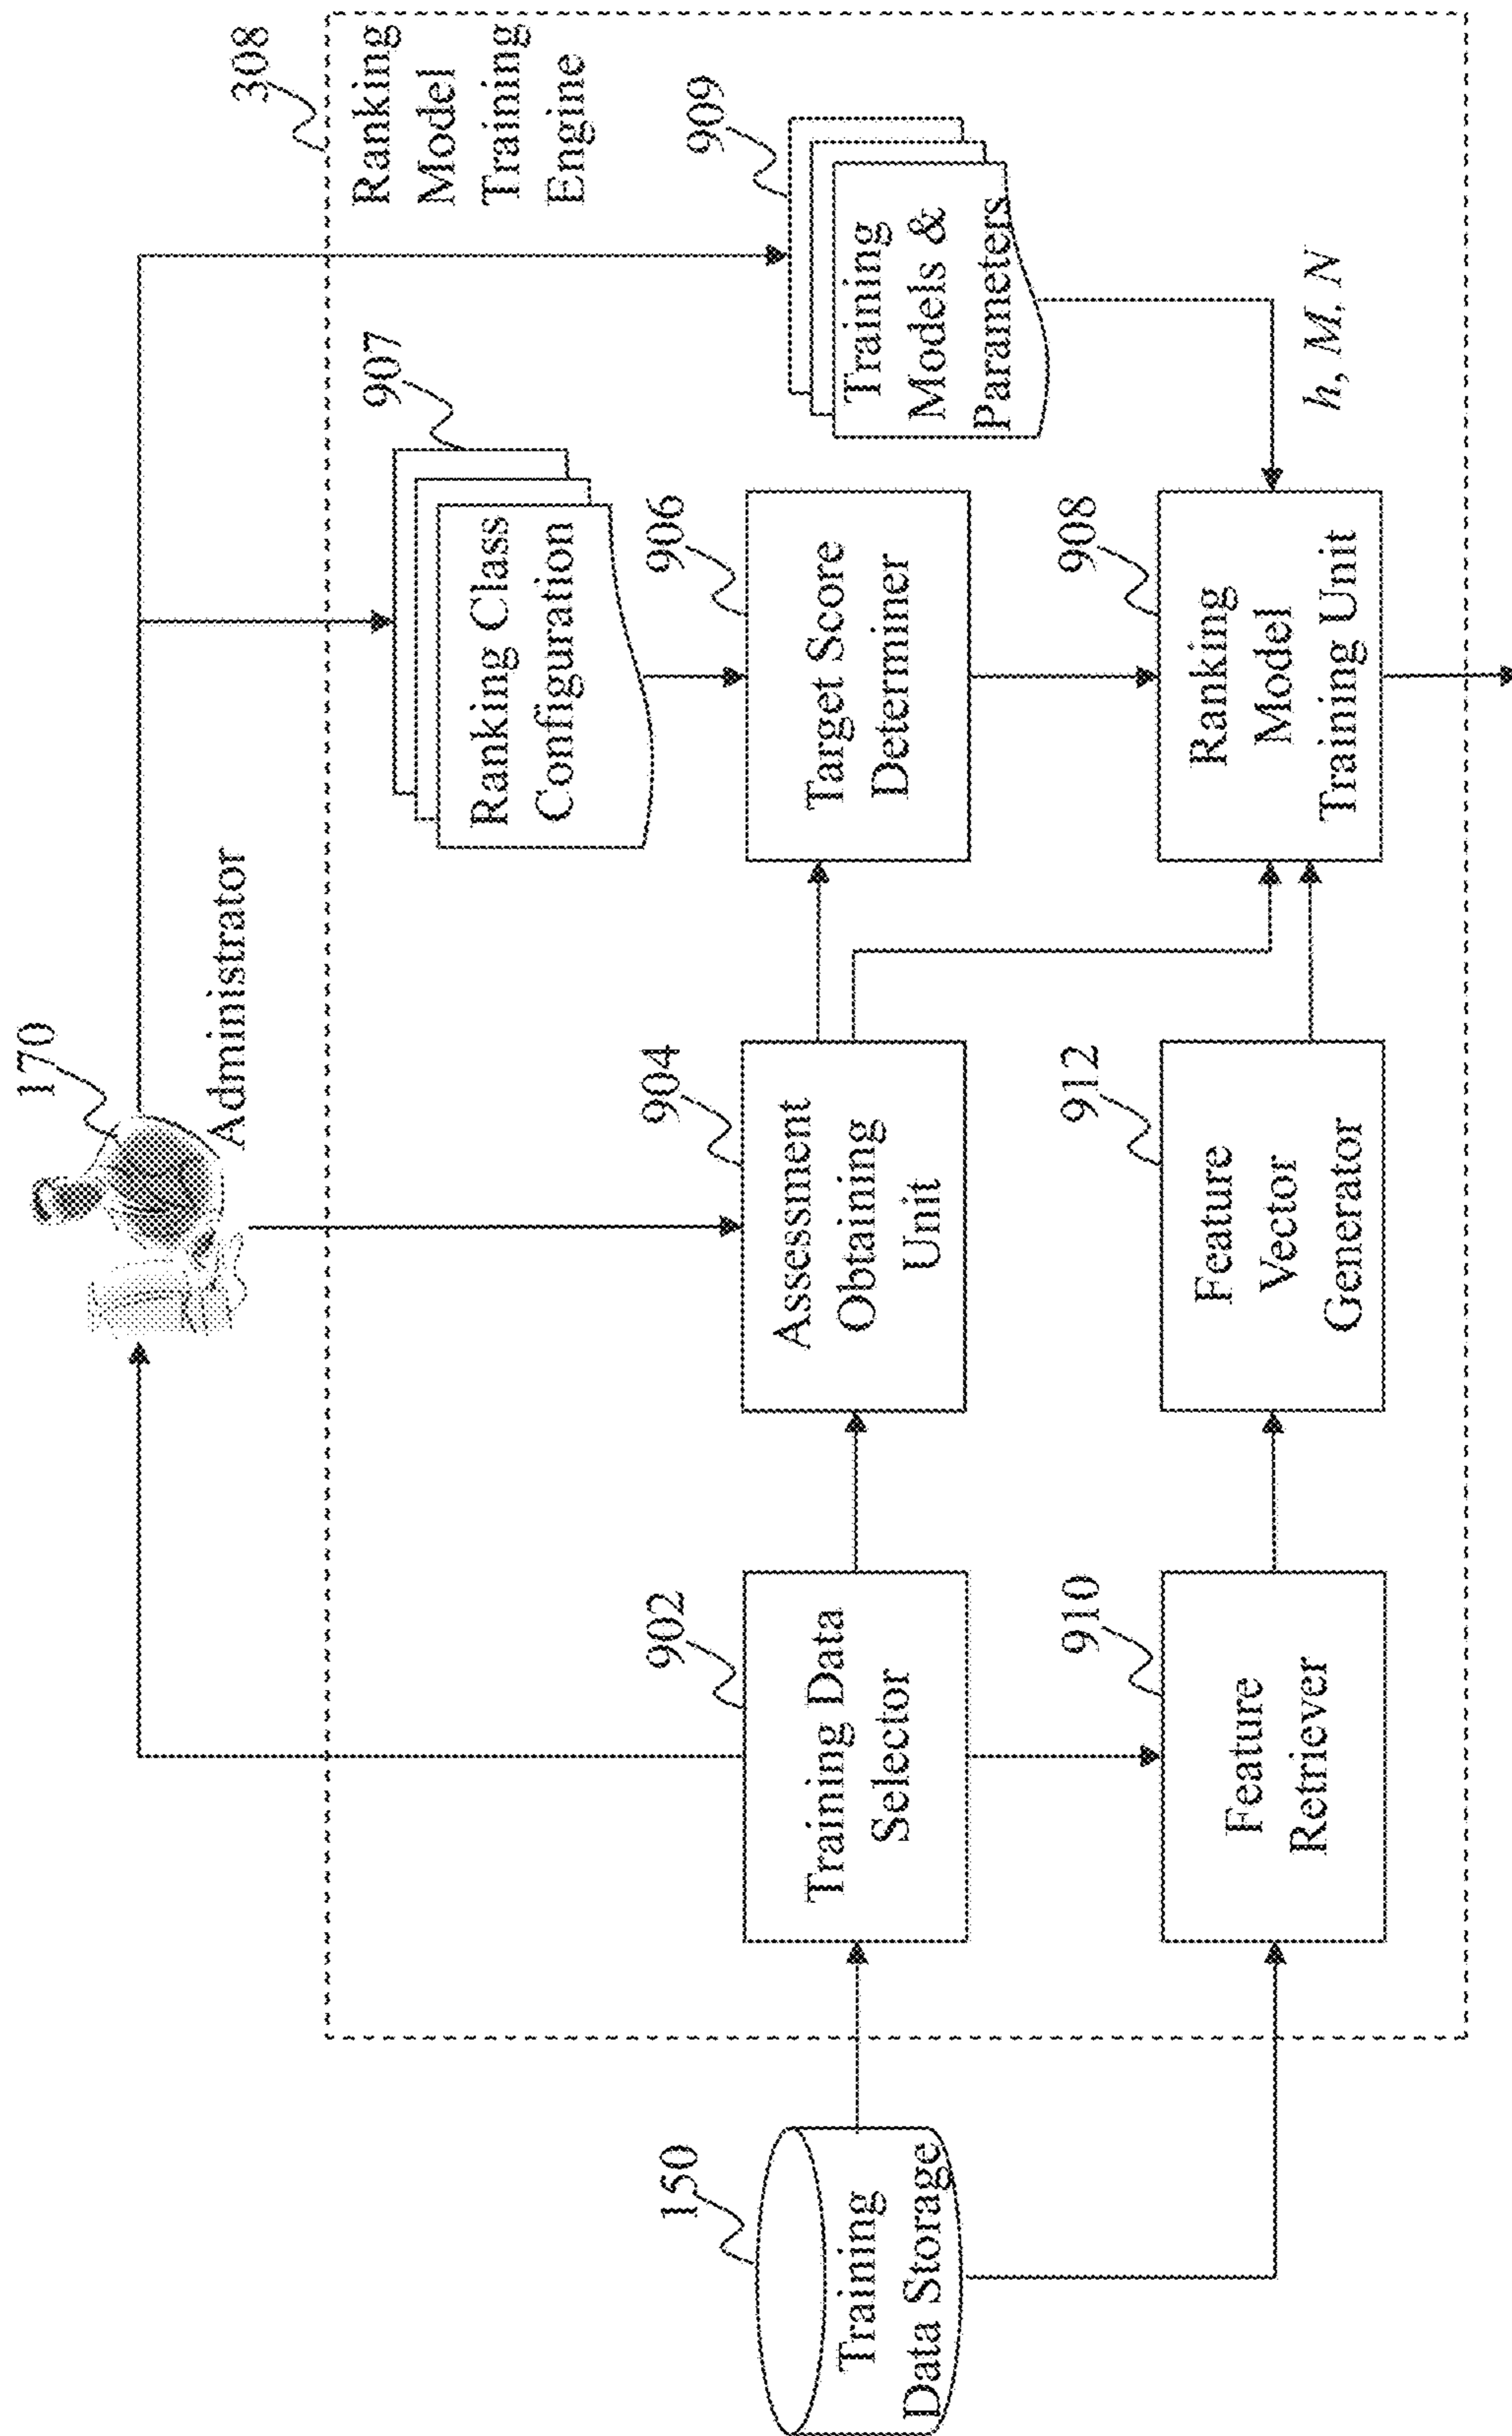 170
Administrator
308
Ranking
Model
Training
Engine
907
Ranking Class
Configuration
909
Training
Models &
Parameters
150
Training
Data Storage
902
Training Data
Selector
904
Assessment
Obtaining
Unit
906
Target Score
Determiner
910
Feature
Retriever
912
Feature
Vector
Generator
908
Ranking
Model
Training Unit
h, M, N